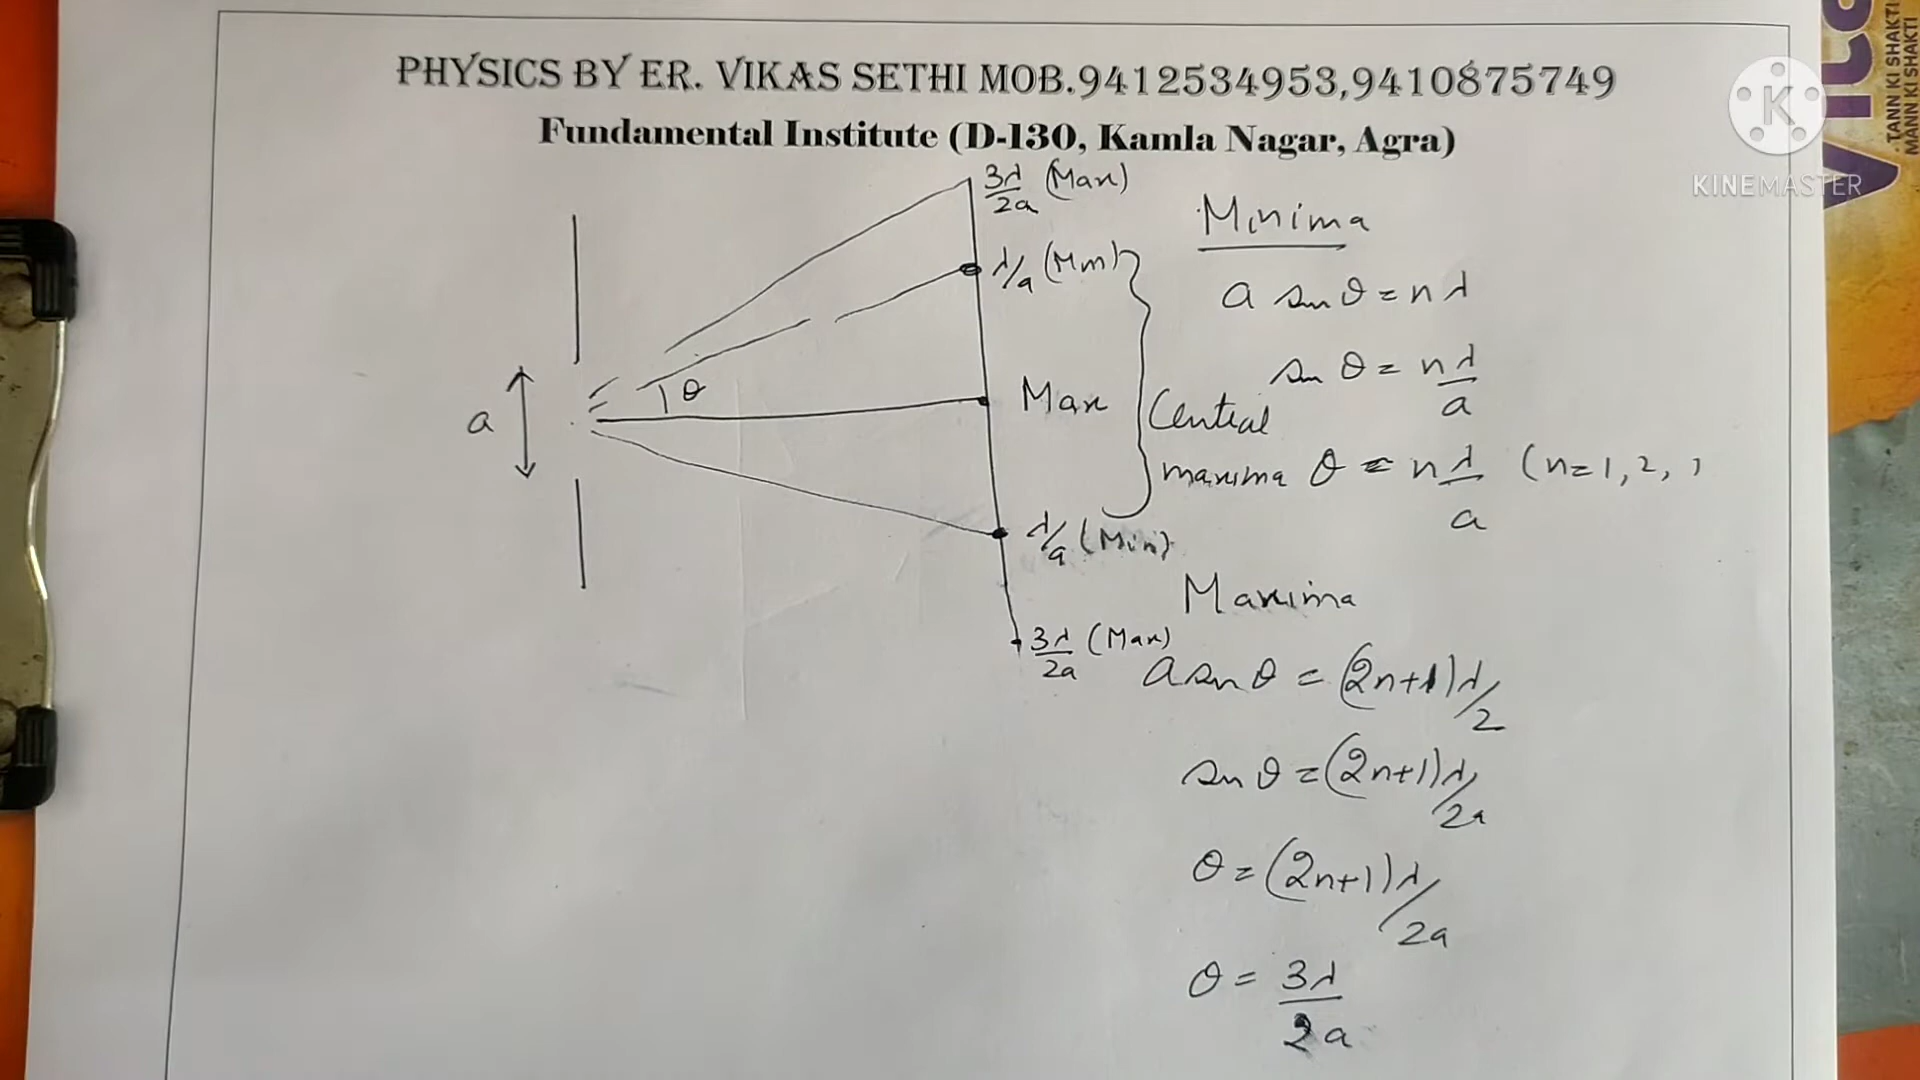 PHYSICS BY ER. VIKAS SETHI MOB.9412534953,9410875749
Fundamental Institute (D-130, Kamla Nagar, Agra)
K
KINEMASTER
TANN KI SHAKTI
MANN KI SHAKTI
3λ/2a (Max)
λ/a (Min)
θ
a
Max
Central
maxima
λ/a (Min)
3λ/2a (Max)
Minima
a sin θ = nλ
sin θ = nλ/a
θ = nλ/a (n=1, 2, )
Maxima
a sin θ = (2n+1)λ/2
sin θ = (2n+1)λ/2a
θ = (2n+1)λ/2a
θ = 3λ/2a